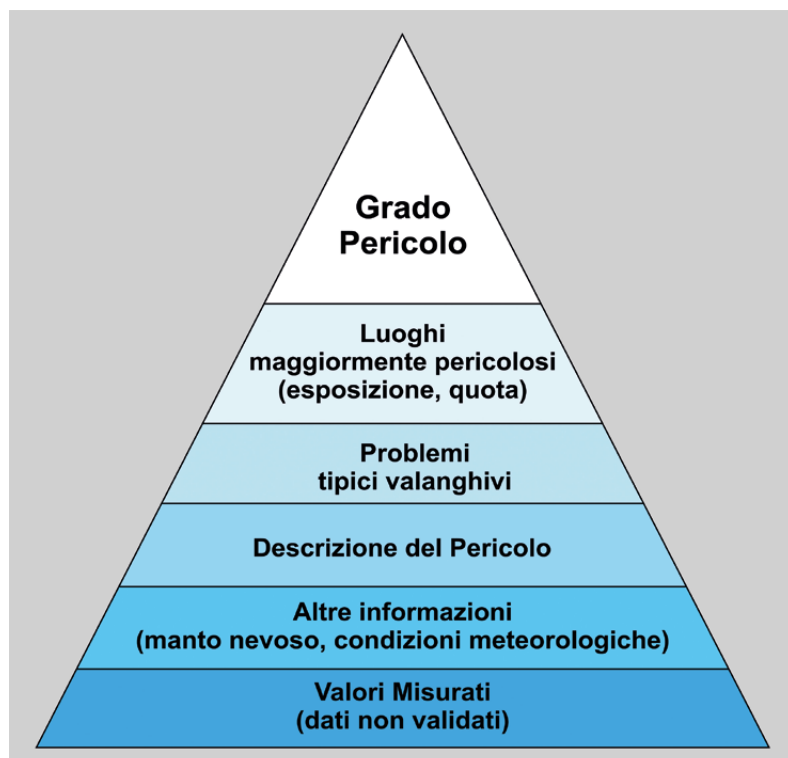 Grado
Pericolo
Luoghi
maggiormente pericolosi
(esposizione, quota)
Problemi
tipici valanghivi
Descrizione del Pericolo
Altre informazioni
(manto nevoso, condizioni meteorologiche)
Valori Misurati
(dati non validati)